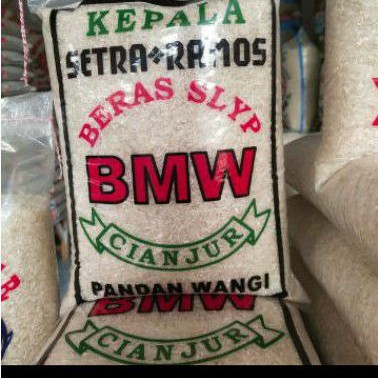 KEPALA
SETRA RAMOS
BERAS SLYP
BMW
CIANJUR
PANDAN WANGI
BMW
CIANJUR